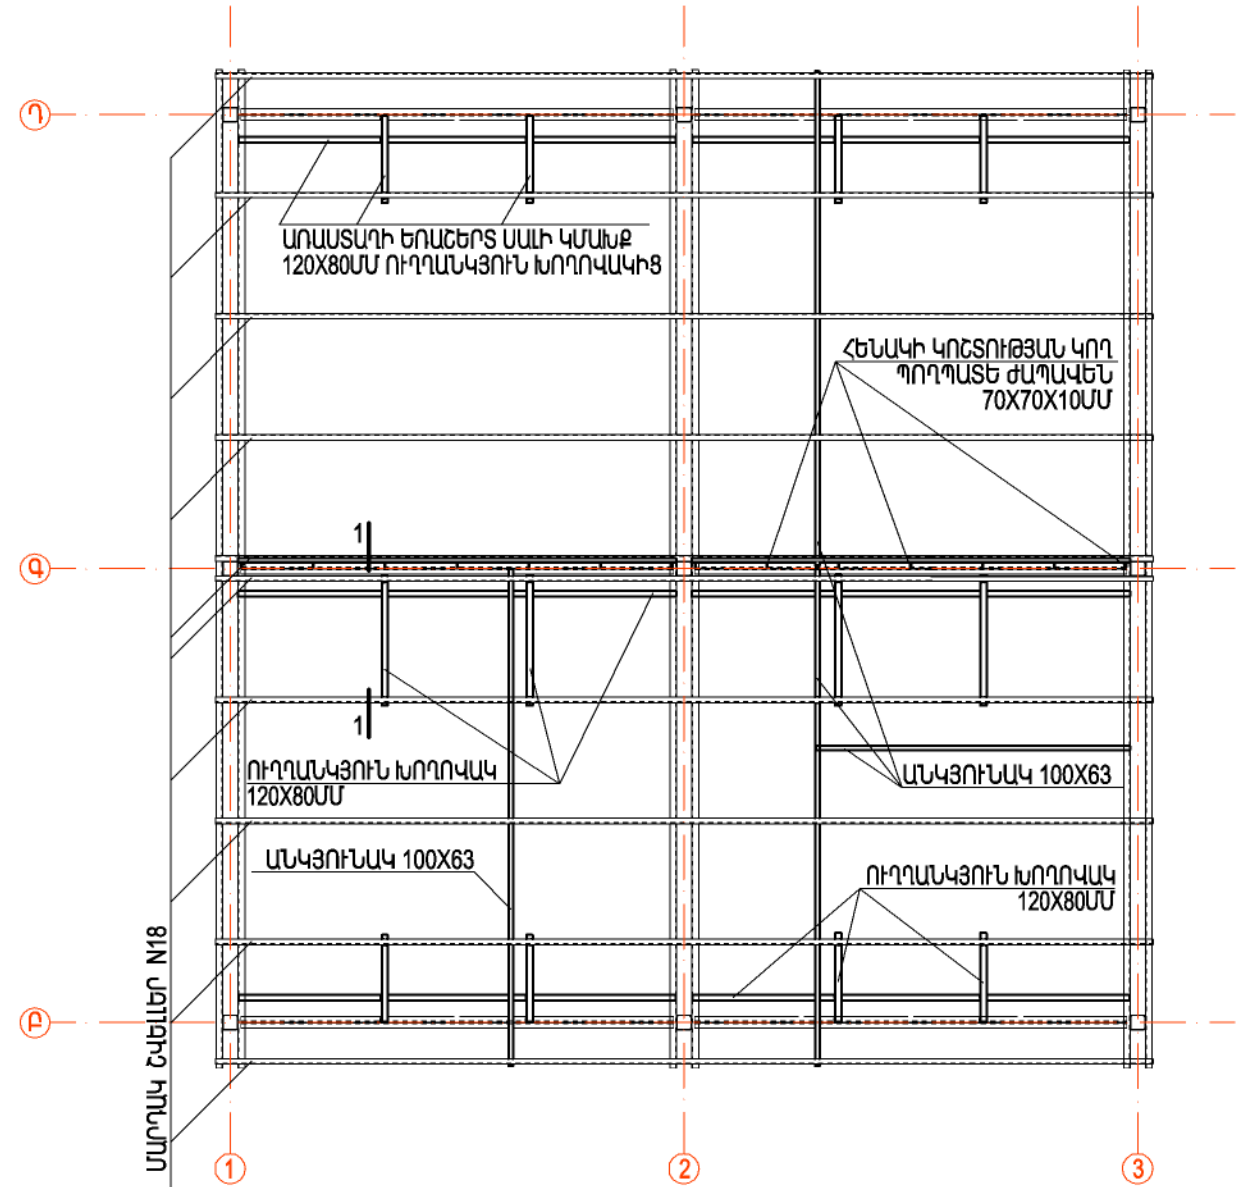 Դ
ԱՌԱՍՏԱՂԻ ԵՌԱՇԵՐՏ ՍԱԼԻ ԿՄԱԽՔ
120X80ՄՄ ՈՒՂՂԱՆԿՅՈՒՆ ԽՈՂՈՎԱԿԻՑ
ՀԵՆԱԿԻ ԿՈՇՏՈՒԹՅԱՆ ԿՈՂ
ՊՈՂՊԱՏԵ ԺԱՊԱՎԵՆ
70X70X10ՄՄ
1
Գ
1
ՈՒՂՂԱՆԿՅՈՒՆ ԽՈՂՈՎԱԿ
120X80ՄՄ
ԱՆԿՅՈՒՆԱԿ 100X63
ԱՆԿՅՈՒՆԱԿ 100X63
ՈՒՂՂԱՆԿՅՈՒՆ ԽՈՂՈՎԱԿ
120X80ՄՄ
ՄԱՐԴԱԿ ՇՎԵԼԼԵՐ N18
Բ
1
2
3